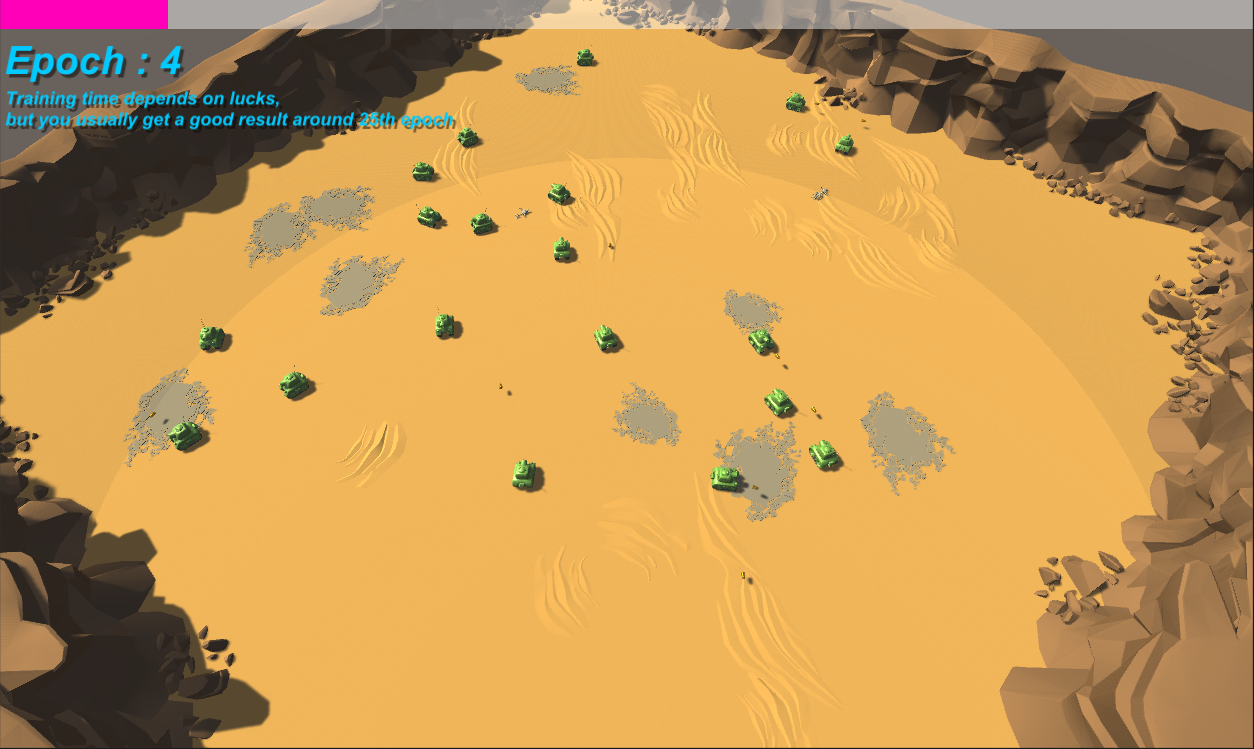 Epoch : 4
Training time depends on lucks,
but you usually get a good result around 25th epoch